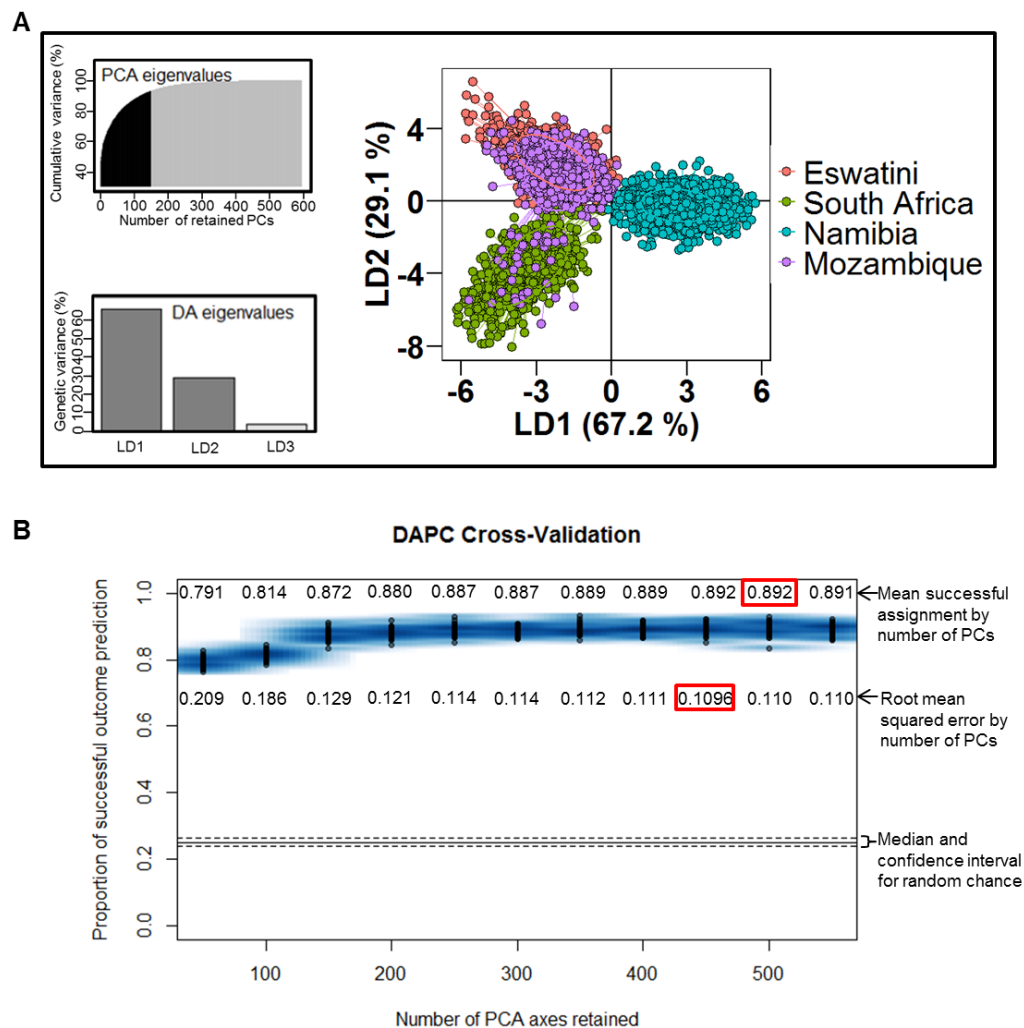 A
PCA eigenvalues
Cumulative variance (%)
40 60 80 100
0 100 200 300 400 500 600
Number of retained PCs
DA eigenvalues
Genetic variance (%)
0 10 20 30 40 50 60
LD1 LD2 LD3
LD2 (29.1 %)
4
0
-4
-8
-6 -3 0 3 6
LD1 (67.2 %)
Eswatini
South Africa
Namibia
Mozambique
B
DAPC Cross-Validation
Proportion of successful outcome prediction
0.0 0.2 0.4 0.6 0.8 1.0
0.791 0.814 0.872 0.880 0.887 0.887 0.889 0.889 0.892 0.892 0.891
Mean successful
assignment by
number of PCs
0.209 0.186 0.129 0.121 0.114 0.114 0.112 0.111 0.1096 0.110 0.110
Root mean
squared error by
number of PCs
Median and
confidence interval
for random chance
100 200 300 400 500
Number of PCA axes retained